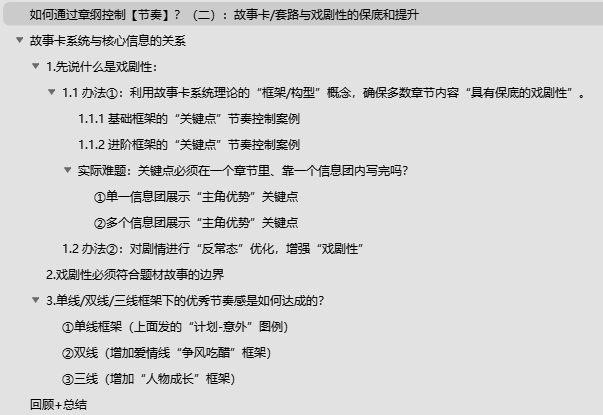 如何通过章纲控制【节奏】？（二）：故事卡/套路与戏剧性的保底和提升
故事卡系统与核心信息的关系
1.先说什么是戏剧性：
1.1 办法①：利用故事卡系统理论的“框架/构型”概念，确保多数章节内容“具有保底的戏剧性”。
1.1.1 基础框架的“关键点”节奏控制案例
1.1.2 进阶框架的“关键点”节奏控制案例
实际难题：关键点必须在一个章节里、靠一个信息团内写完吗？
①单一信息团展示“主角优势”关键点
②多个信息团展示“主角优势”关键点
1.2 办法②：对剧情进行“反常态”优化，增强“戏剧性”
2.戏剧性必须符合题材故事的边界
3.单线/双线/三线框架下的优秀节奏感是如何达成的？
①单线框架（上面发的“计划-意外”图例）
②双线（增加爱情线“争风吃醋”框架）
③三线（增加“人物成长”框架）
回顾+总结